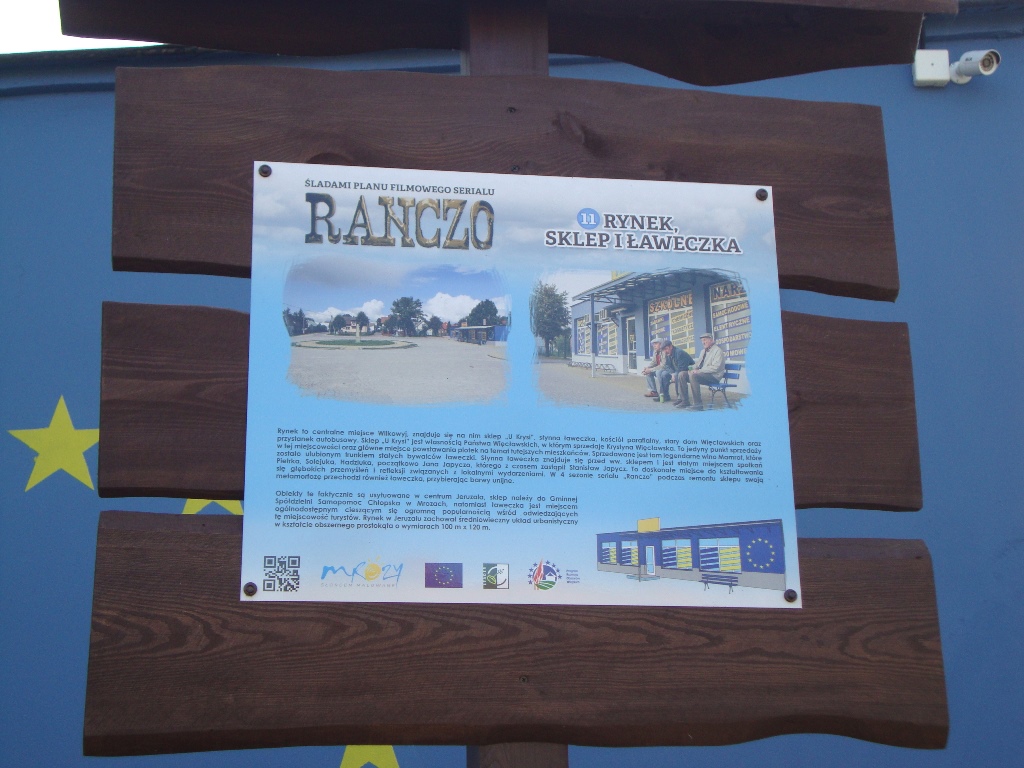 ŚLADAMI PLANU FILMOWEGO SERIALU
RANCZO
11 RYNEK,
SKLEP I ŁAWECZKA
SZKOLNE
Rynek to centralne miejsce Wilkowyj, znajduje się na nim sklep „U Krysi", słynna ławeczka, kościół parafialny, stary dom Więcławskich oraz
przystanek autobusowy. Sklep „U Krysi" jest własnością Państwa Więcławskich, w którym sprzedaje Krystyna Więcławska. To jedyny punkt sprzedaży
w tej miejscowości oraz główne miejsce powstawania plotek na temat tutejszych mieszkańców. Sprzedawane jest tam legendarne wino Mamrot, które
zostało ulubionym trunkiem stałych bywalców ławeczki. Słynna ławeczka znajduje się przed ww. sklepem i jest stałym miejscem spotkań
Pietrka, Solejuka, Hadziuka, początkowo Jana Japycza, którego z czasem zastąpił Stanisław Japycz. To doskonałe miejsce do kształtowania
się głębokich przemyśleń i refleksji związanych z lokalnymi wydarzeniami. W 4 sezonie serialu „Ranczo" podczas remontu sklepu swoją
metamorfozę przechodzi również ławeczka, przybierając barwy unijne.
Obiekty te faktycznie są usytuowane w centrum Jeruzala, sklep należy do Gminnej
Spółdzielni Samopomoc Chłopska w Mrozach, natomiast ławeczka jest miejscem
ogólnodostępnym cieszącym się ogromną popularnością wśród odwiedzających
tę miejscowość turystów. Rynek w Jeruzalu zachował średniowieczny układ urbanistyczny
w kształcie obszernego prostokąta o wymiarach 100 m x 120 m.
mrozy